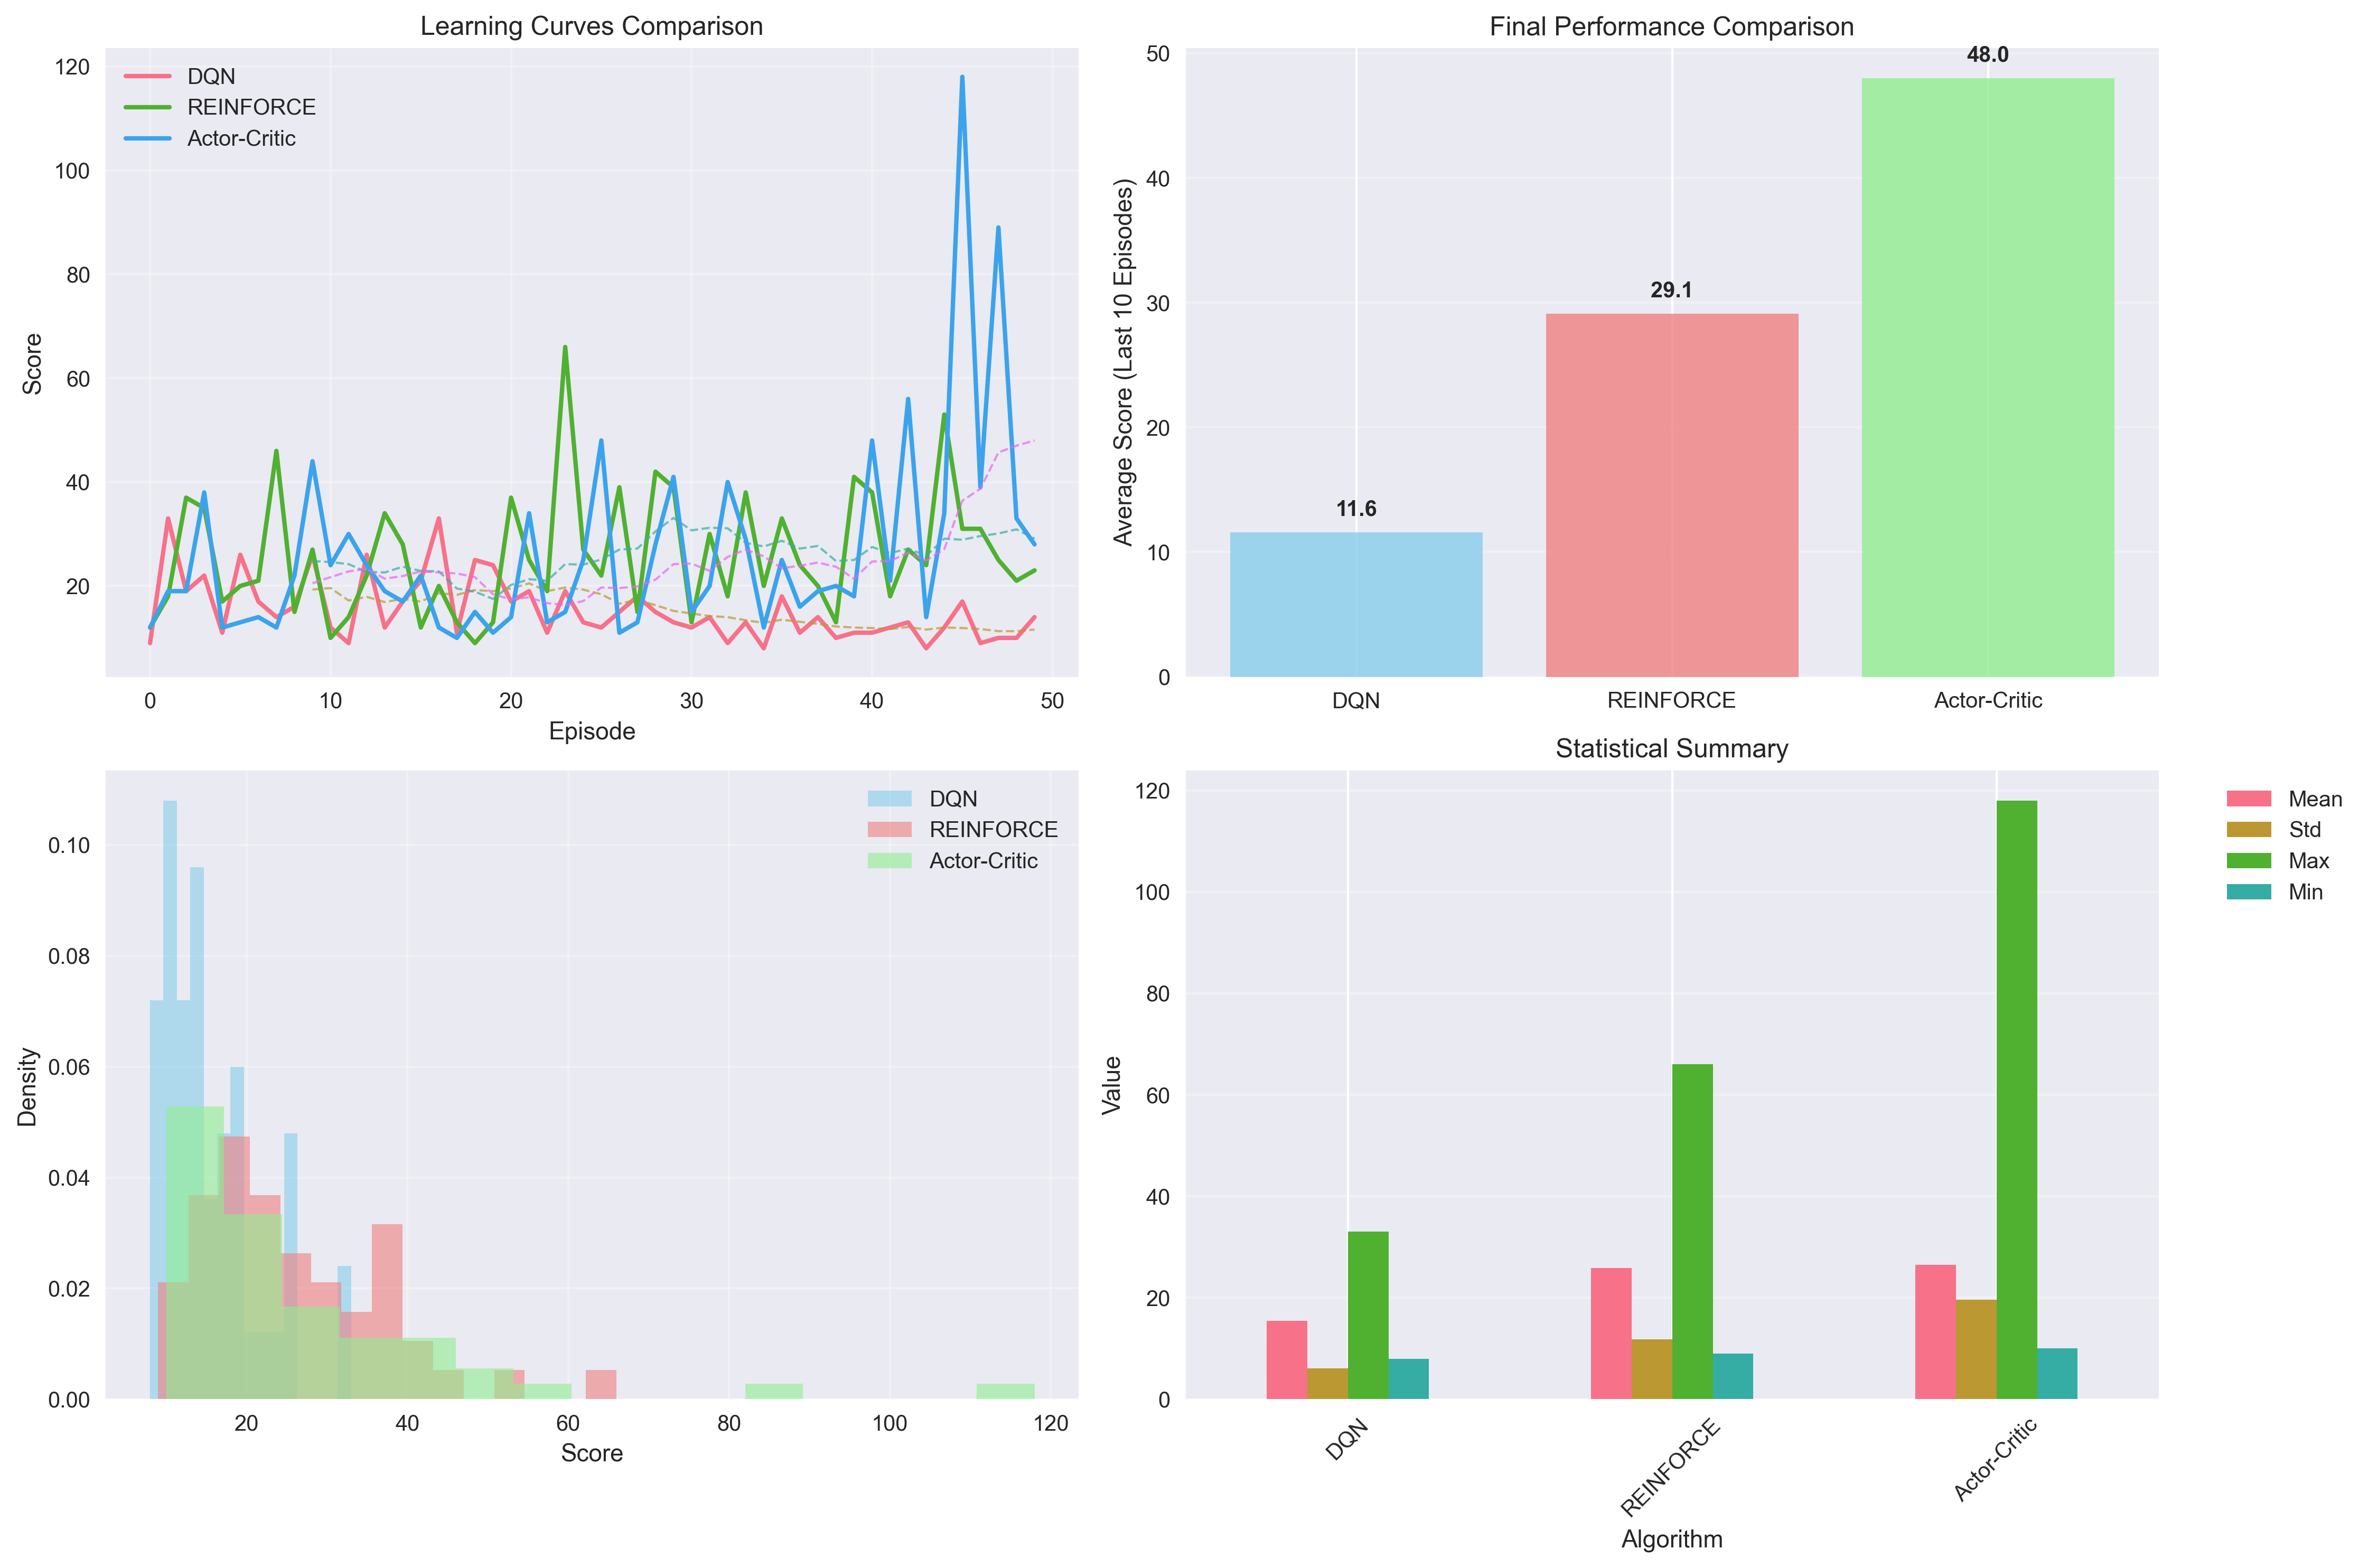 Learning Curves Comparison
DQN
REINFORCE
Actor-Critic
120
100
80
60
40
20
Score
0
10
20
30
40
50
Episode
Final Performance Comparison
50
40
30
20
10
0
Average Score (Last 10 Episodes)
11.6
29.1
48.0
DQN
REINFORCE
Actor-Critic
DQN
REINFORCE
Actor-Critic
0.10
0.08
0.06
0.04
0.02
0.00
Density
20
40
60
80
100
120
Score
Statistical Summary
120
100
80
60
40
20
0
Value
DQN
REINFORCE
Actor-Critic
Algorithm
Mean
Std
Max
Min